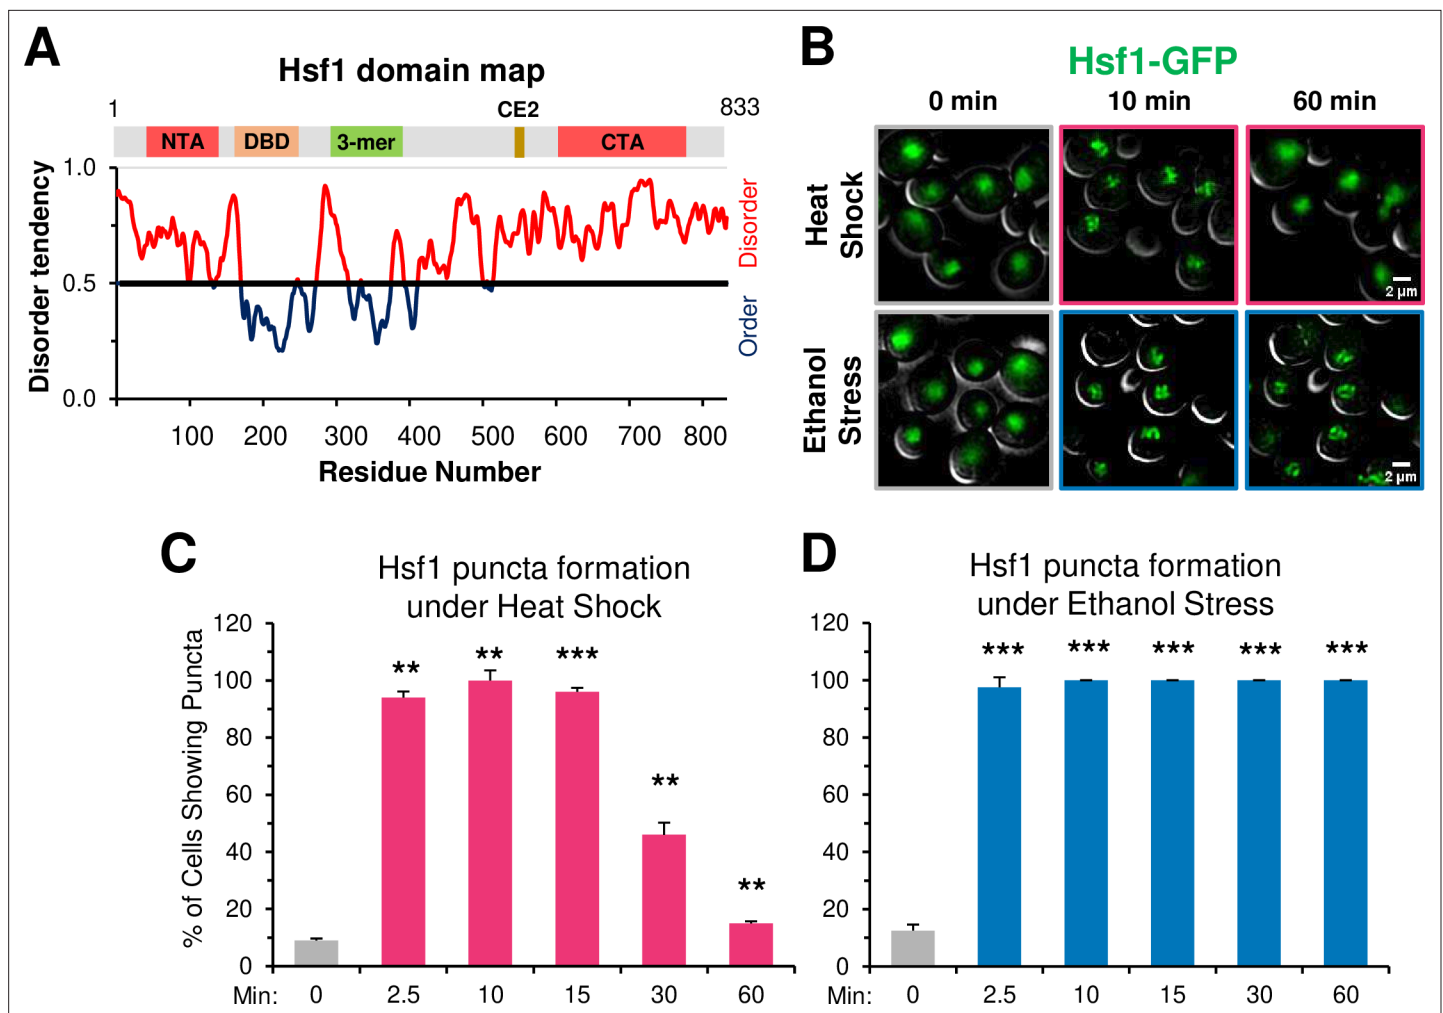 A
Hsf1 domain map
1
CE2
833
NTA
DBD
3-mer
CTA
Disorder tendency
1.0
0.5
0.0
Disorder
Order
100 200 300 400 500 600 700 800
Residue Number
B
Hsf1-GFP
0 min
10 min
60 min
Heat
Shock
2 µm
Ethanol
Stress
2 µm
C
Hsf1 puncta formation
under Heat Shock
% of Cells Showing Puncta
120
100
80
60
40
20
0
** ** *** ** **
Min: 0 2.5 10 15 30 60
D
Hsf1 puncta formation
under Ethanol Stress
120
100
80
60
40
20
0
*** *** *** *** ***
Min: 0 2.5 10 15 30 60